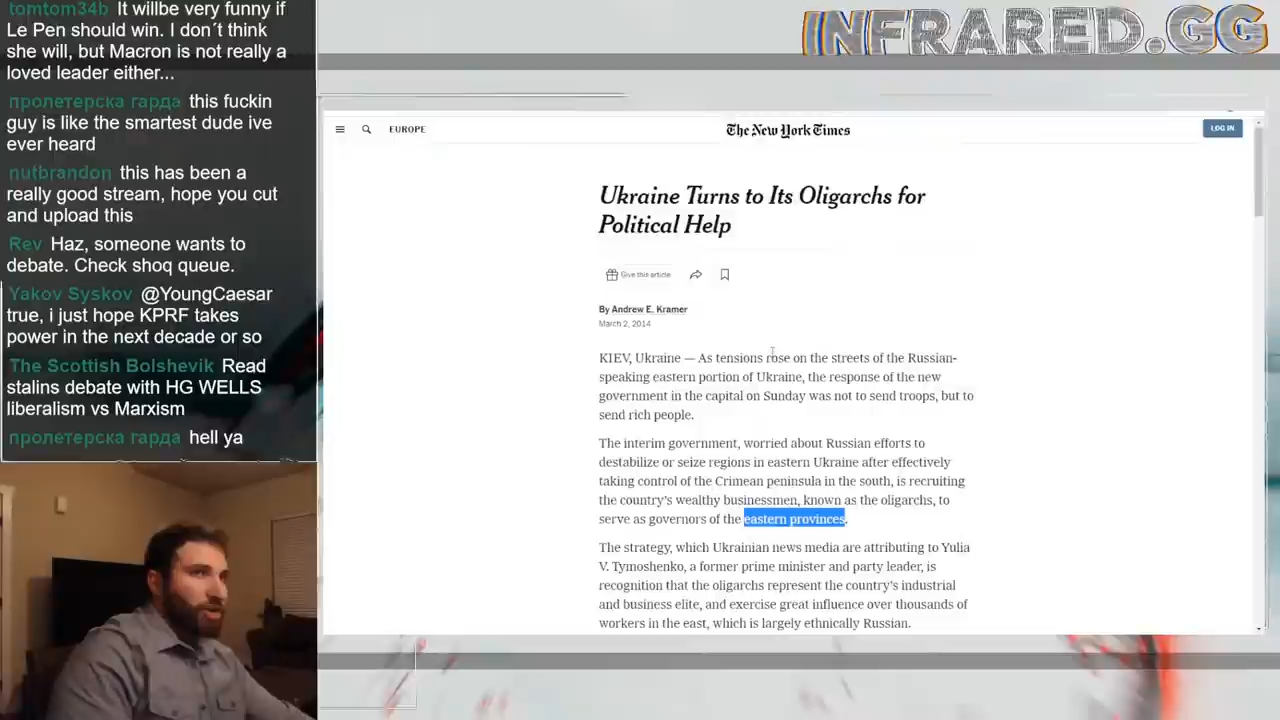 tomtom34b It willbe very funny if
Le Pen should win. I don´t think
she will, but Macron is not really a
loved leader either...
пролетерска гарда this fuckin
guy is like the smartest dude ive
ever heard
nutbrandon this has been a
really good stream, hope you cut
and upload this
Rev Haz, someone wants to
debate. Check shoq queue.
Yakov Syskov @YoungCaesar
true, i just hope KPRF takes
power in the next decade or so
The Scottish Bolshevik Read
stalins debate with HG WELLS
liberalism vs Marxism
пролетерска гарда hell ya
INFRARED.GG
EUROPE
The New York Times
LOG IN
Ukraine Turns to Its Oligarchs for
Political Help
Give this article
By Andrew E. Kramer
March 2, 2014
KIEV, Ukraine — As tensions rose on the streets of the Russian-
speaking eastern portion of Ukraine, the response of the new
government in the capital on Sunday was not to send troops, but to
send rich people.
The interim government, worried about Russian efforts to
destabilize or seize regions in eastern Ukraine after effectively
taking control of the Crimean peninsula in the south, is recruiting
the country's wealthy businessmen, known as the oligarchs, to
serve as governors of the eastern provinces.
The strategy, which Ukrainian news media are attributing to Yulia
V. Tymoshenko, a former prime minister and party leader, is
recognition that the oligarchs represent the country's industrial
and business elite, and exercise great influence over thousands of
workers in the east, which is largely ethnically Russian.